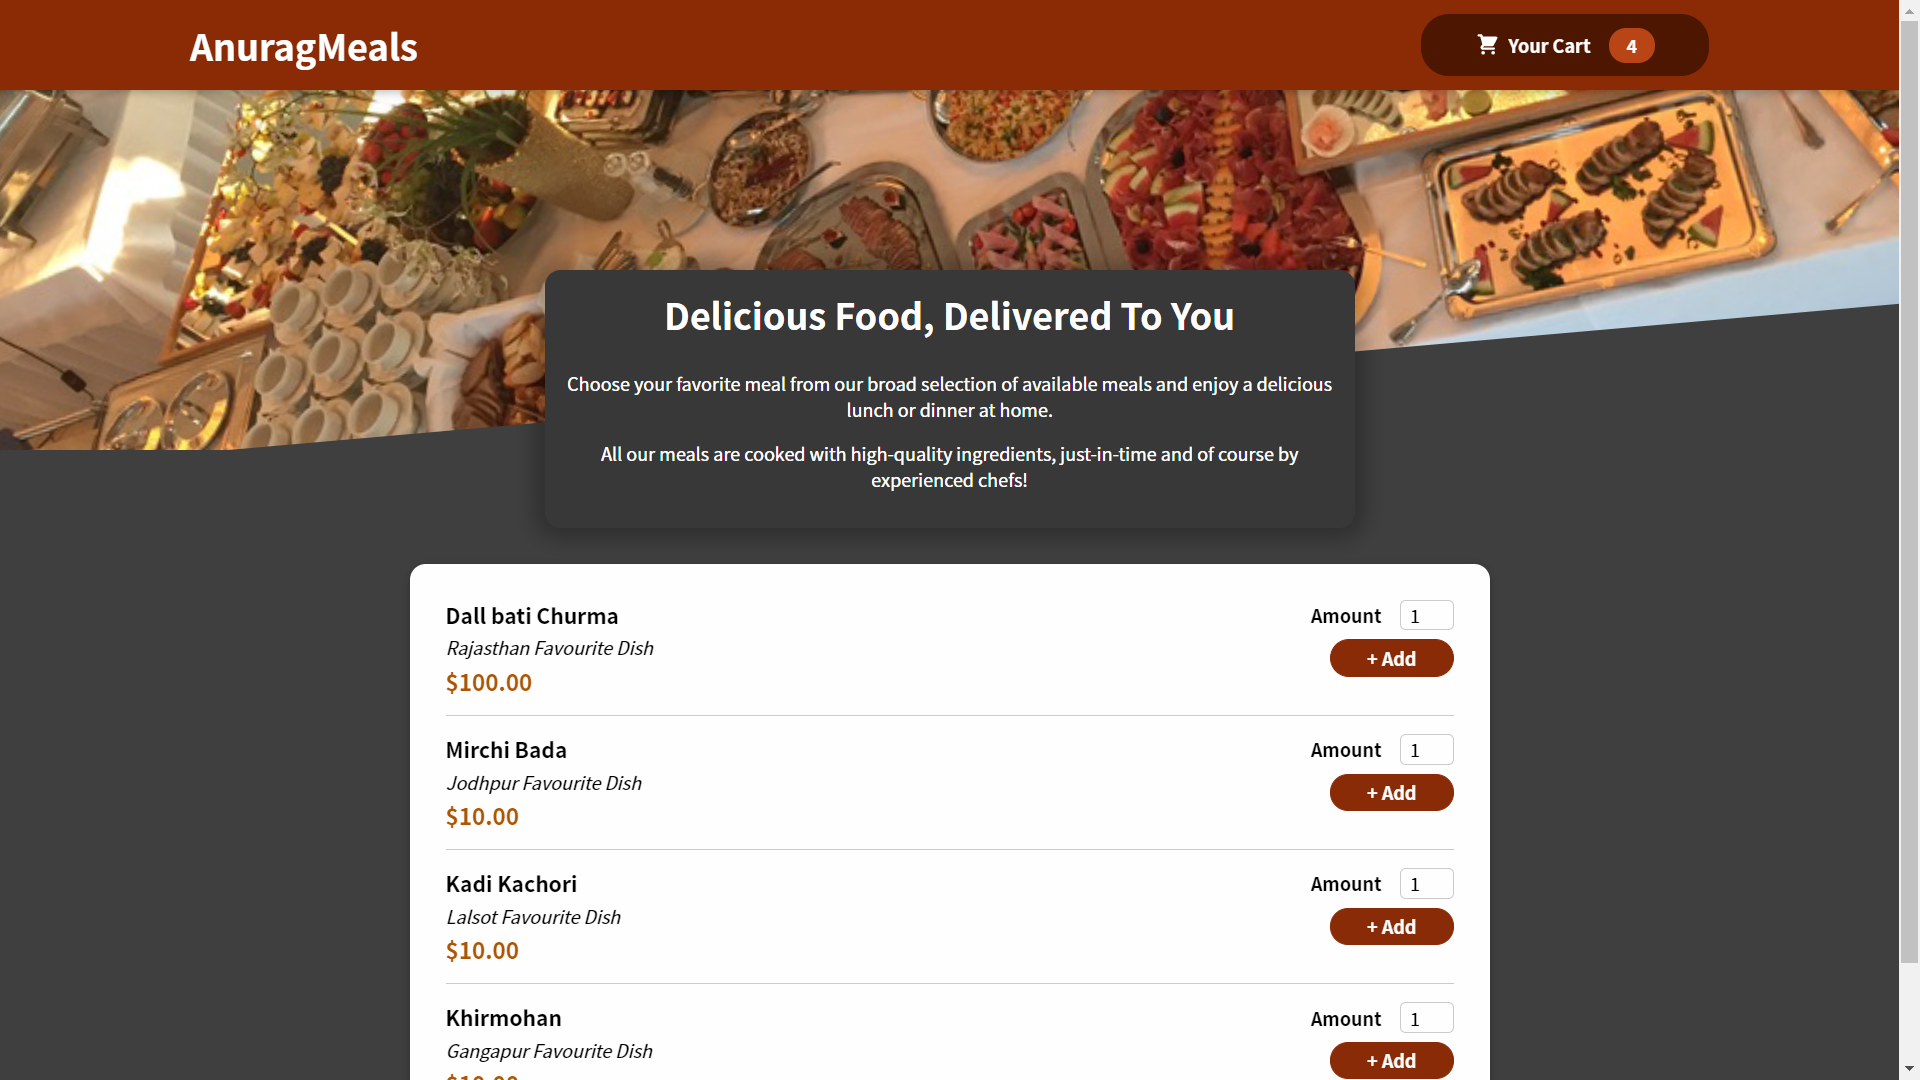 AnuragMeals
Your Cart 4
Delicious Food, Delivered To You
Choose your favorite meal from our broad selection of available meals and enjoy a delicious
lunch or dinner at home.
All our meals are cooked with high-quality ingredients, just-in-time and of course by
experienced chefs!
Dall bati Churma
Rajasthan Favourite Dish
$100.00
Amount 1
+ Add
Mirchi Bada
Jodhpur Favourite Dish
$10.00
Amount 1
+ Add
Kadi Kachori
Lalsot Favourite Dish
$10.00
Amount 1
+ Add
Khirmohan
Gangapur Favourite Dish
Amount 1
+ Add